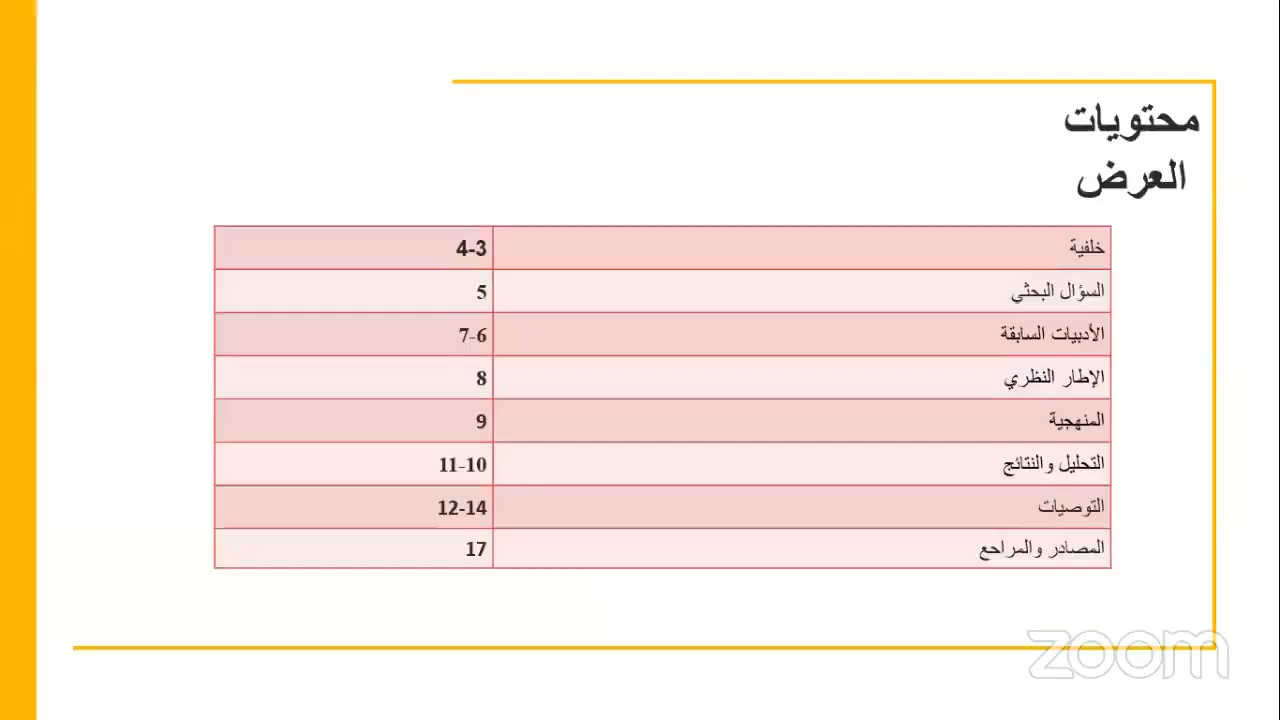 محتويات
العرض
خلفية 4-3
السؤال البحثي 5
الأدبيات السابقة 7-6
الإطار النظري 8
المنهجية 9
التحليل والنتائج 11-10
التوصيات 12-14
المصادر والمراجع 17
zoom